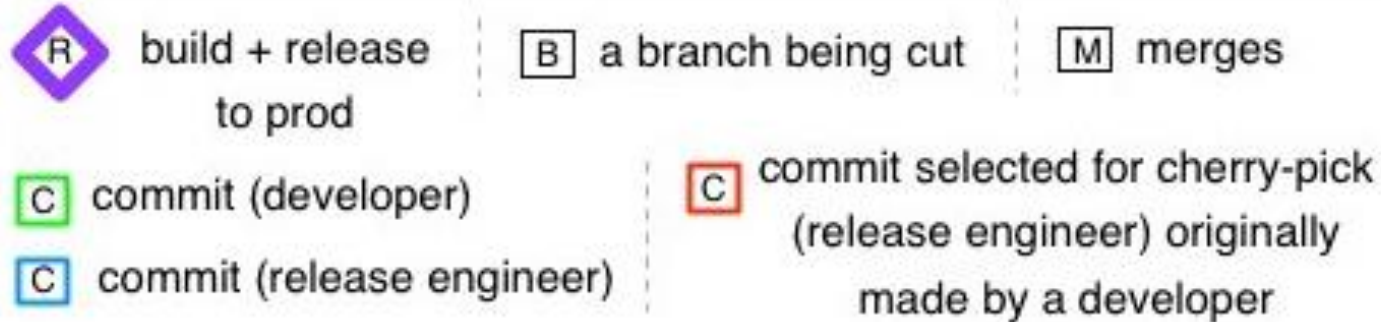 R build + release B a branch being cut M merges
to prod
C commit (developer)
C commit (release engineer)
C commit selected for cherry-pick
(release engineer) originally
made by a developer